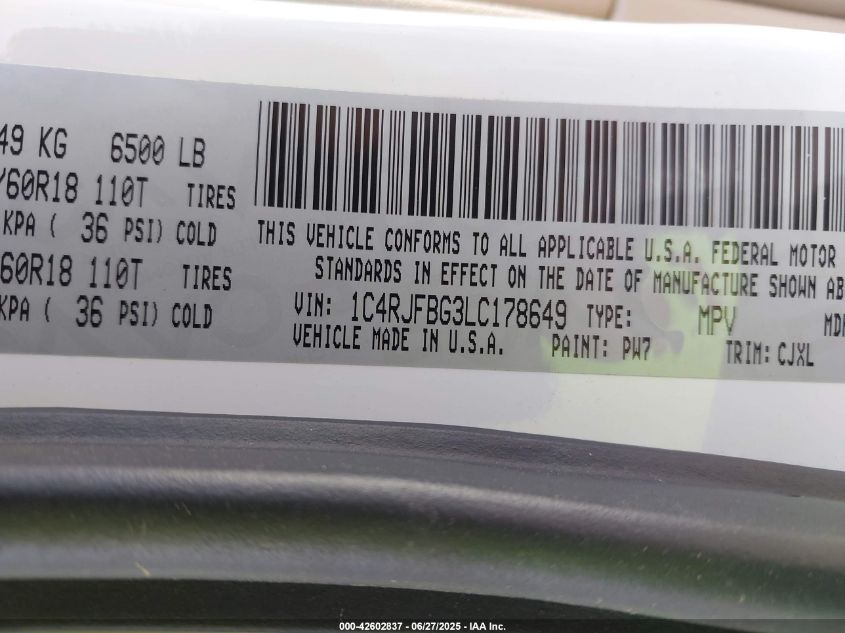 49 KG 6500 LB
/60R18 110T TIRES
KPA ( 36 PSI) COLD
60R18 110T TIRES
KPA ( 36 PSI) COLD
THIS VEHICLE CONFORMS TO ALL APPLICABLE U.S.A. FEDERAL MOTOR
STANDARDS IN EFFECT ON THE DATE OF MANUFACTURE SHOWN AB
VIN: 1C4RJFBG3LC178649 TYPE: MPV MDH
VEHICLE MADE IN U.S.A. PAINT: PW7 TRIM: CJXL
000-42602837 - 06/27/2025 - IAA Inc.